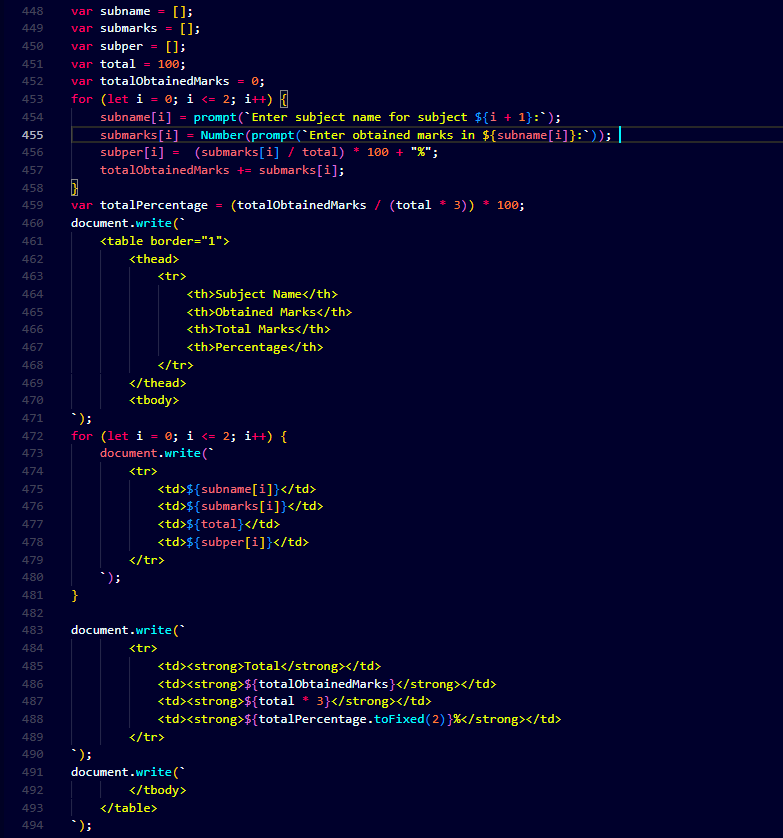 448 var subname = [];
449 var submarks = [];
450 var subper = [];
451 var total = 100;
452 var totalObtainedMarks = 0;
453 for (let i = 0; i <= 2; i++) {
454     subname[i] = prompt(`Enter subject name for subject ${i + 1}:`);
455     submarks[i] = Number(prompt(`Enter obtained marks in ${subname[i]}:`));
456     subper[i] =  (submarks[i] / total) * 100 + "%";
457     totalObtainedMarks += submarks[i];
458 }
459 var totalPercentage = (totalObtainedMarks / (total * 3)) * 100;
460 document.write(`
461     <table border="1">
462         <thead>
463             <tr>
464                 <th>Subject Name</th>
465                 <th>Obtained Marks</th>
466                 <th>Total Marks</th>
467                 <th>Percentage</th>
468             </tr>
469         </thead>
470         <tbody>
471 `);
472 for (let i = 0; i <= 2; i++) {
473     document.write(`
474         <tr>
475             <td>${subname[i]}</td>
476             <td>${submarks[i]}</td>
477             <td>${total}</td>
478             <td>${subper[i]}</td>
479         </tr>
480     `);
481 }
482
483 document.write(`
484         <tr>
485             <td><strong>Total</strong></td>
486             <td><strong>${totalObtainedMarks}</strong></td>
487             <td><strong>${total * 3}</strong></td>
488             <td><strong>${totalPercentage.toFixed(2)}%</strong></td>
489         </tr>
490 `);
491 document.write(`
492         </tbody>
493     </table>
494 `);